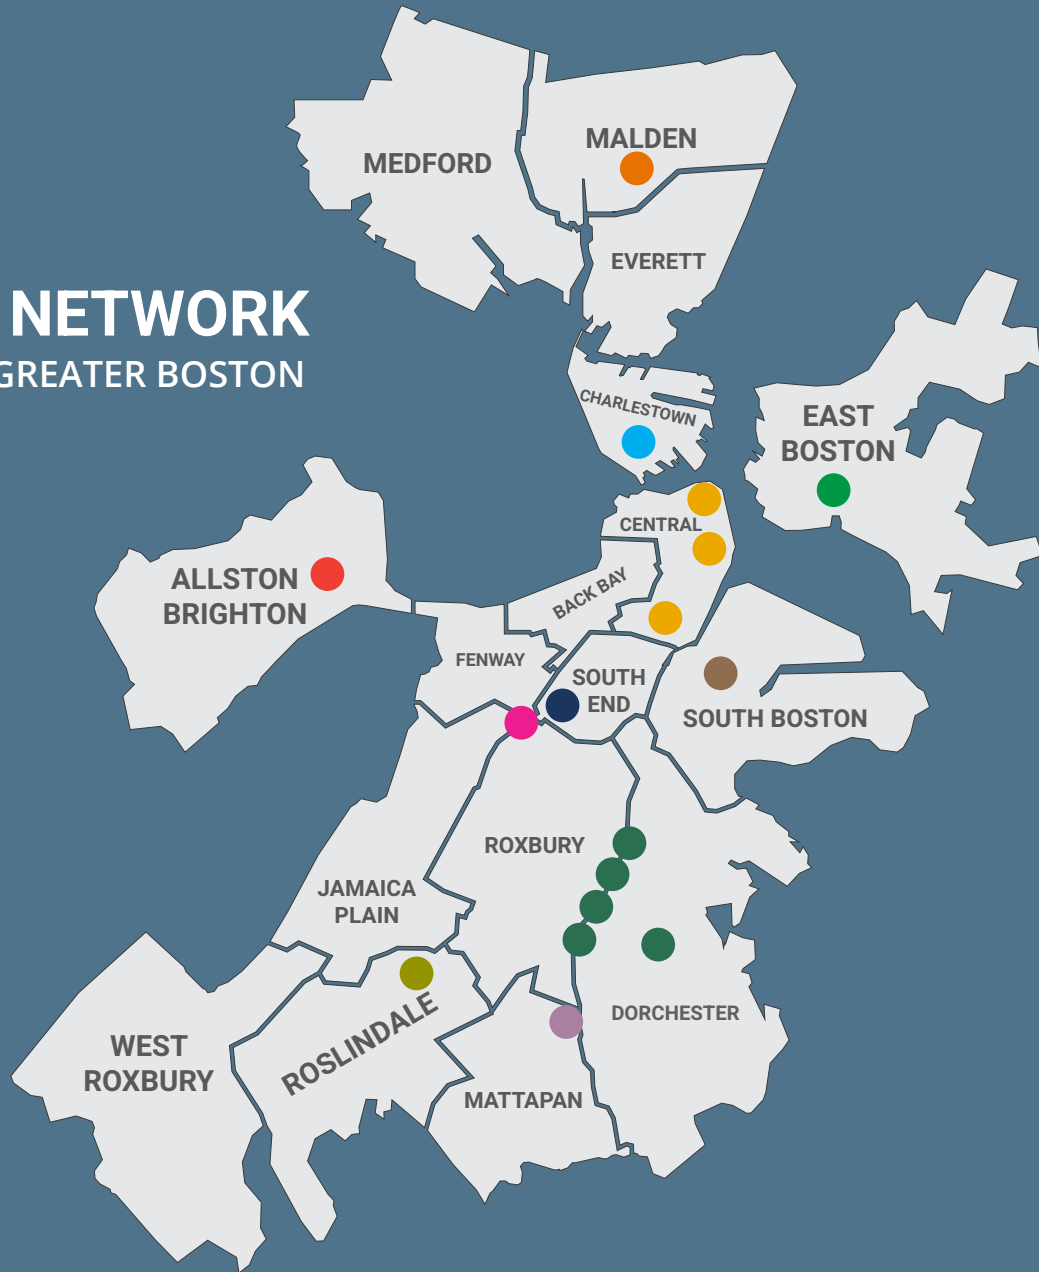 MALDEN
MEDFORD
EVERETT
NETWORK
GREATER BOSTON
CHARLESTOWN
EAST
BOSTON
CENTRAL
ALLSTON
BRIGHTON
BACK BAY
FENWAY
SOUTH
END
SOUTH BOSTON
ROXBURY
JAMAICA
PLAIN
DORCHESTER
ROSLINDALE
WEST
ROXBURY
MATTAPAN